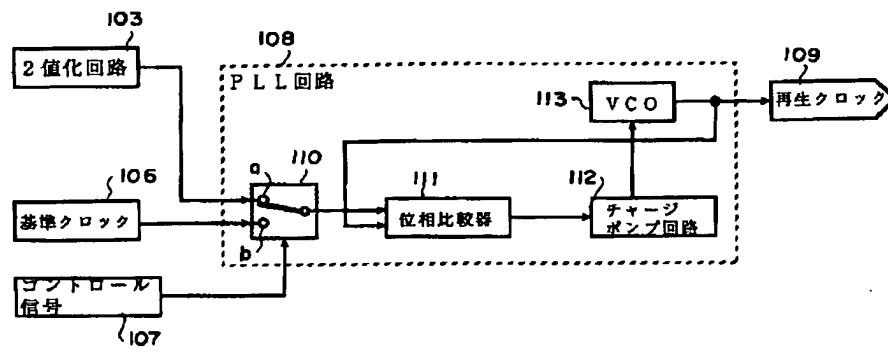 103
2値化回路
108
PLL回路
109
再生クロック
113
VCO
106
基準クロック
a
110
b
111
位相比較器
112
チャージ
ポンプ回路
コントロール
信号
107